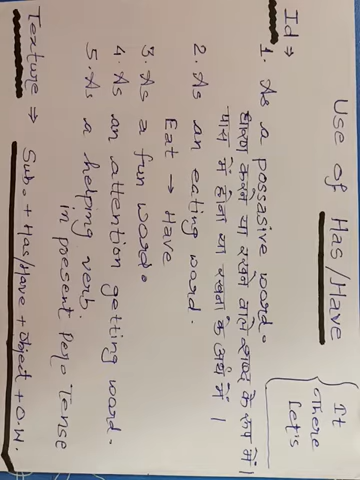 Use of Has/Have
It
There
Let's
Id ⇒
1. As a possasive word.
धारण करने या रखने वाले शब्द के रूप में।
पास में होना या रखने के अर्थ में।
2. As an eating word.
Eat → Have
3. As a fun word.
4. As an attention getting word.
5. As a helping verb.
in present Per. Tense
Texture ⇒ Sub. + Has/Have + Object + O.W.